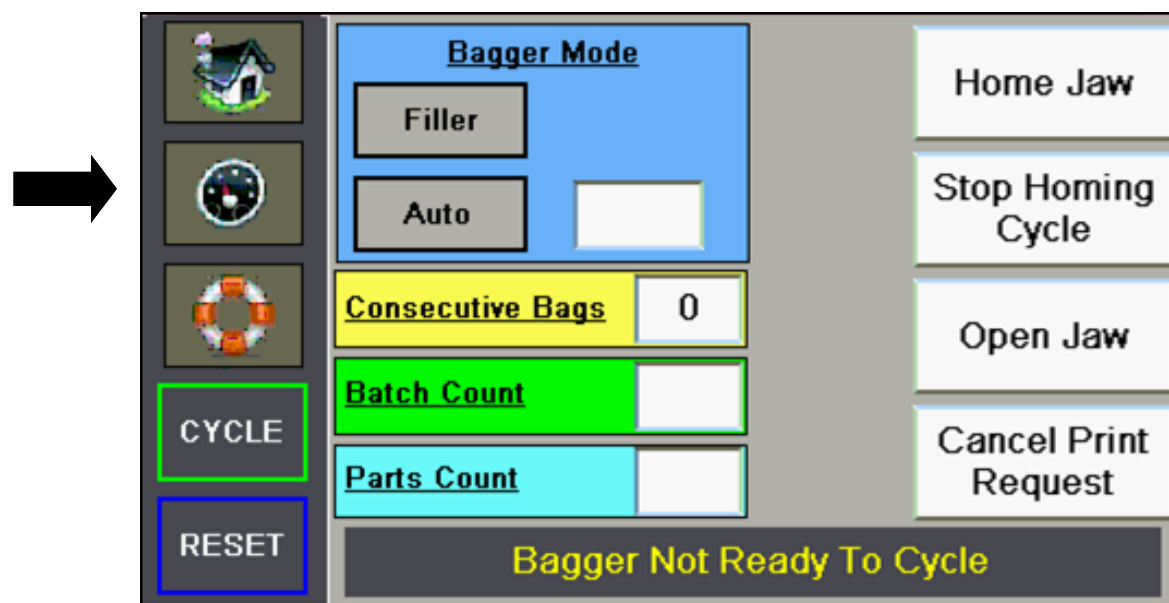 Bagger Mode
Filler
Auto
Consecutive Bags 0
Batch Count
Parts Count
Home Jaw
Stop Homing
Cycle
Open Jaw
Cancel Print
Request
CYCLE
RESET
Bagger Not Ready To Cycle